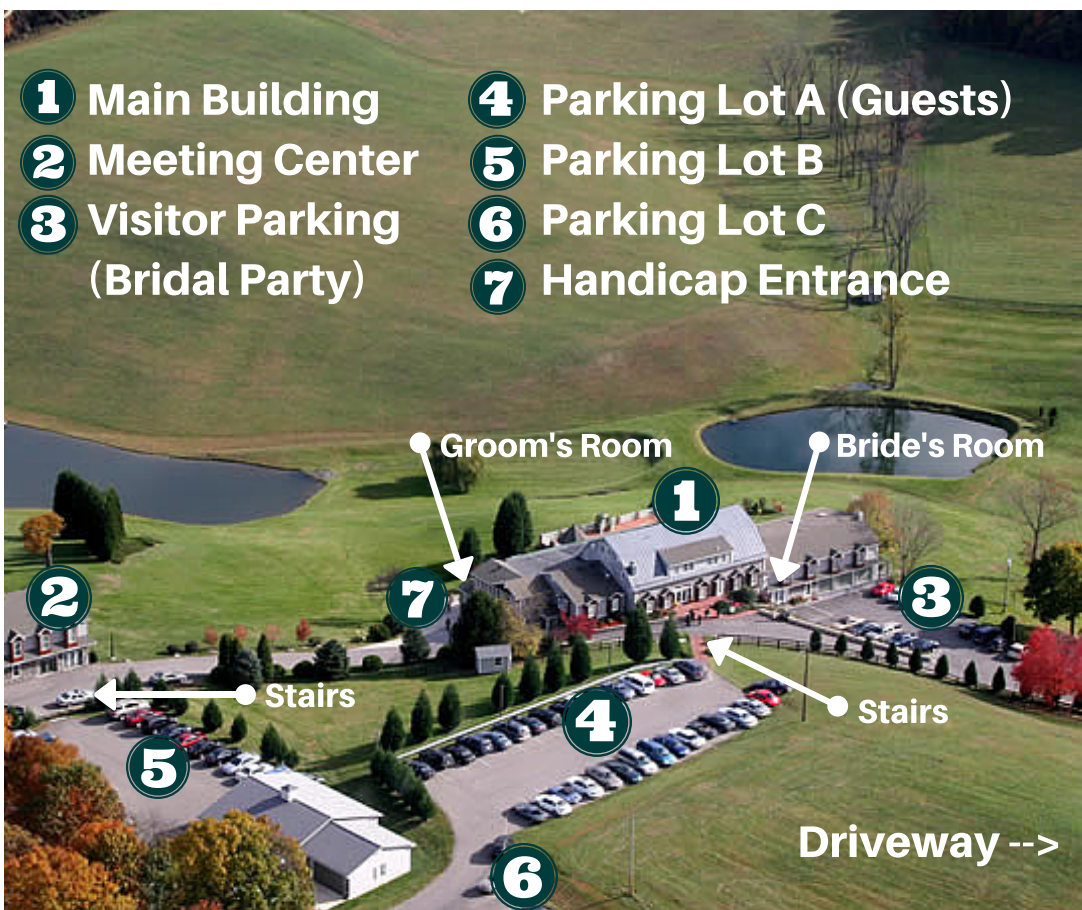 1 Main Building
2 Meeting Center
3 Visitor Parking
(Bridal Party)
4 Parking Lot A (Guests)
5 Parking Lot B
6 Parking Lot C
7 Handicap Entrance
Groom's Room
Bride's Room
1
2
7
3
Stairs
Stairs
4
5
6
Driveway -->